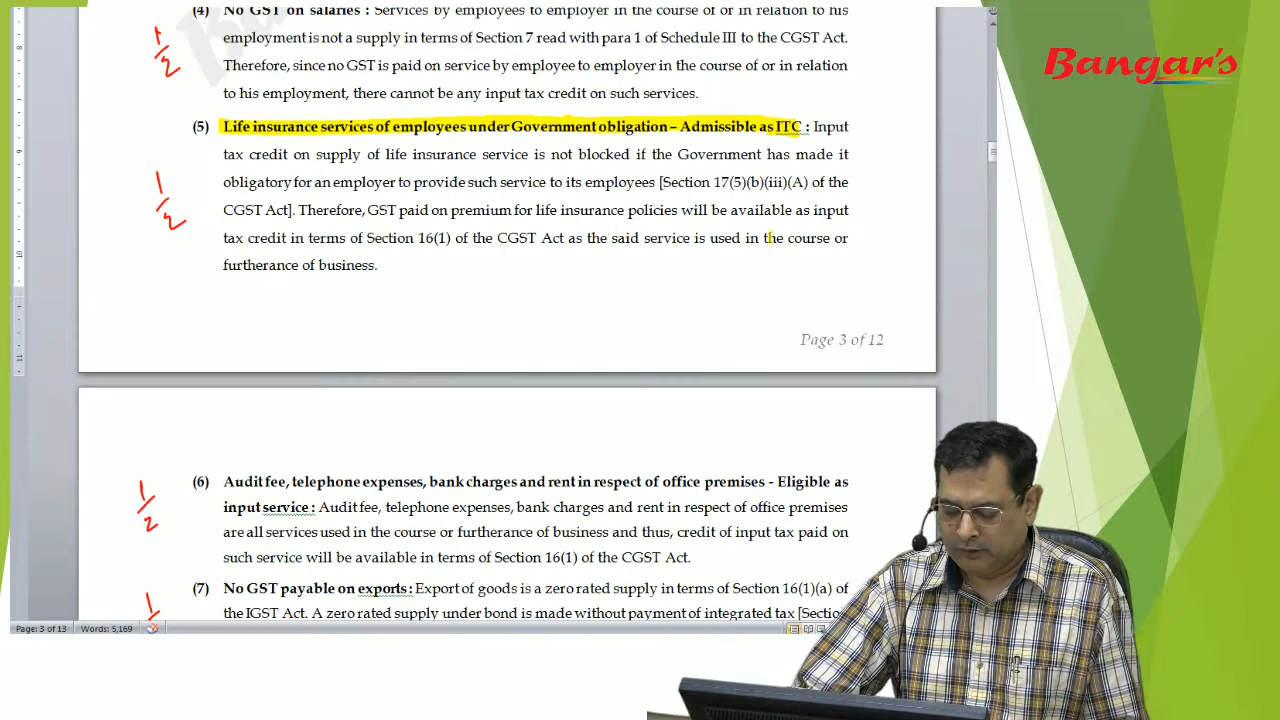 (4) No GST on salaries : Services by employees to employer in the course of or in relation to his
employment is not a supply in terms of Section 7 read with para 1 of Schedule III to the CGST Act.
Therefore, since no GST is paid on service by employee to employer in the course of or in relation
to his employment, there cannot be any input tax credit on such services.
1/2
Bangar's
(5) Life insurance services of employees under Government obligation – Admissible as ITC : Input
tax credit on supply of life insurance service is not blocked if the Government has made it
obligatory for an employer to provide such service to its employees [Section 17(5)(b)(iii)(A) of the
CGST Act]. Therefore, GST paid on premium for life insurance policies will be available as input
tax credit in terms of Section 16(1) of the CGST Act as the said service is used in the course or
furtherance of business.
1/2
Page 3 of 12
(6) Audit fee, telephone expenses, bank charges and rent in respect of office premises - Eligible as
input service : Audit fee, telephone expenses, bank charges and rent in respect of office premises
are all services used in the course or furtherance of business and thus, credit of input tax paid on
such service will be available in terms of Section 16(1) of the CGST Act.
1/2
(7) No GST payable on exports : Export of goods is a zero rated supply in terms of Section 16(1)(a) of
the IGST Act. A zero rated supply under bond is made without payment of integrated tax [Section
Page: 3 of 13 Words: 5,169